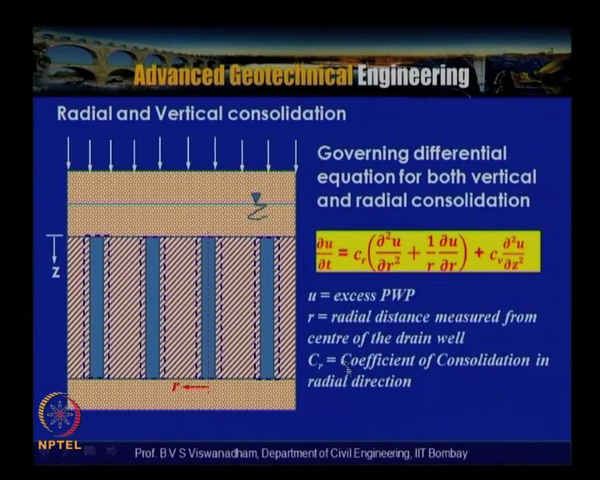 Advanced Geotechnical Engineering
Radial and Vertical consolidation
Governing differential
equation for both vertical
and radial consolidation
∂u/∂t = c_r(∂²u/∂r² + 1/r ∂u/∂r) + c_v ∂²u/∂z²
u = excess PWP
r = radial distance measured from
centre of the drain well
C_r = Coefficient of Consolidation in
radial direction
z
r
NPTEL
Prof. B V S Viswanadham, Department of Civil Engineering, IIT Bombay